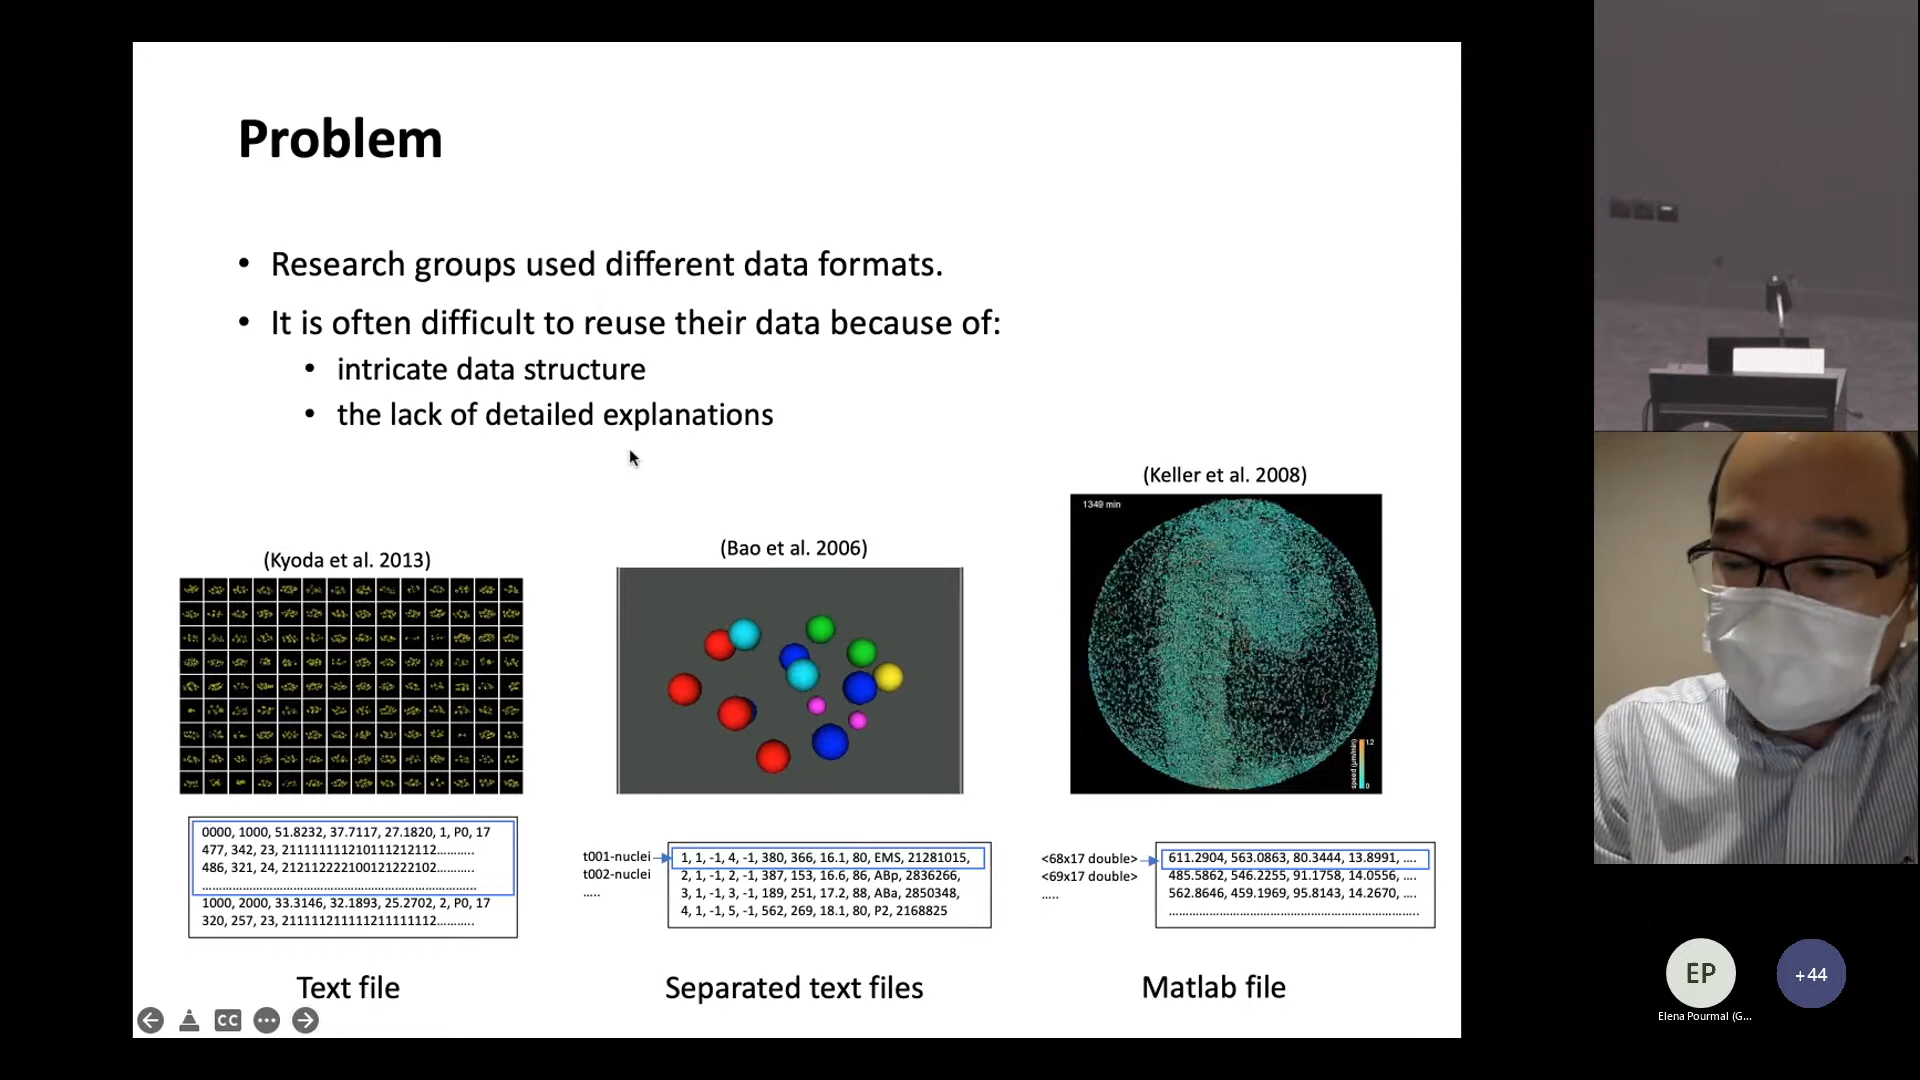 Problem
• Research groups used different data formats.
• It is often difficult to reuse their data because of:
• intricate data structure
• the lack of detailed explanations
(Kyoda et al. 2013)
0000, 1000, 51.8232, 37.7117, 27.1820, 1, P0, 17
477, 342, 23, 211111111210111212112...........
486, 321, 24, 212112222100121222102...........
1000, 2000, 33.3146, 32.1893, 25.2702, 2, P0, 17
320, 257, 23, 211111211111211111112...........
Text file
(Bao et al. 2006)
t001-nuclei
t002-nuclei
.....
1, 1, -1, 4, -1, 380, 366, 16.1, 80, EMS, 21281015,
2, 1, -1, 2, -1, 387, 153, 16.6, 86, ABp, 2836266,
3, 1, -1, 3, -1, 189, 251, 17.2, 88, ABa, 2850348,
4, 1, -1, 5, -1, 562, 269, 18.1, 80, P2, 2168825
Separated text files
(Keller et al. 2008)
1349 min
12
speed (μm/min)
0
<68x17 double>
<69x17 double>
.....
611.2904, 563.0863, 80.3444, 13.8991, ....
485.5862, 546.2255, 91.1758, 14.0556, ....
562.8646, 459.1969, 95.8143, 14.2670, ....
Matlab file
CC
EP
+44
Elena Pourmal (G...